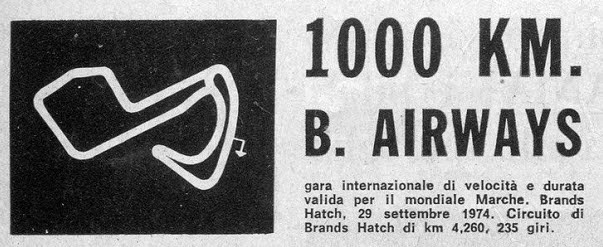 1000 KM.
B. AIRWAYS
gara internazionale di velocità e durata
valida per il mondiale Marche. Brands
Hatch, 29 settembre 1974. Circuito di
Brands Hatch di km 4,260, 235 giri.